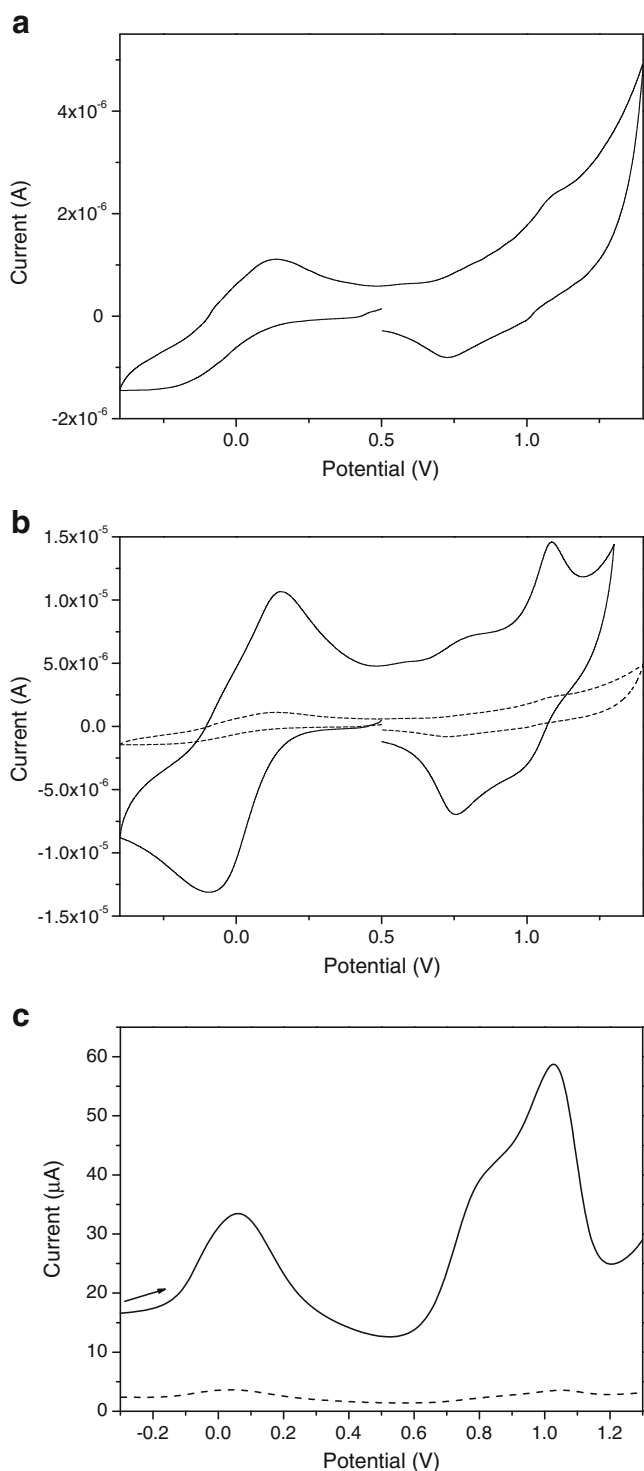 a
Current (A)
4x10⁻⁶
2x10⁻⁶
0
-2x10⁻⁶
0.0 0.5 1.0
Potential (V)
b
Current (A)
1.5x10⁻⁵
1.0x10⁻⁵
5.0x10⁻⁶
0.0
-5.0x10⁻⁶
-1.0x10⁻⁵
-1.5x10⁻⁵
0.0 0.5 1.0
Potential (V)
c
Current (µA)
60
50
40
30
20
10
0
-0.2 0.0 0.2 0.4 0.6 0.8 1.0 1.2
Potential (V)